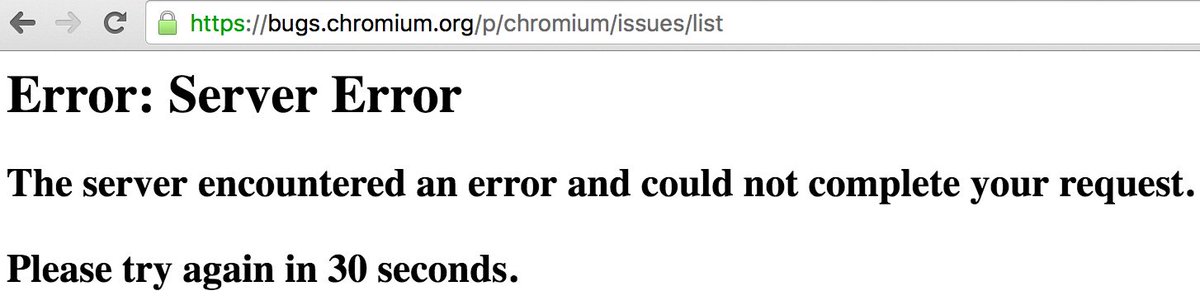 https://bugs.chromium.org/p/chromium/issues/list
Error: Server Error
The server encountered an error and could not complete your request.
Please try again in 30 seconds.